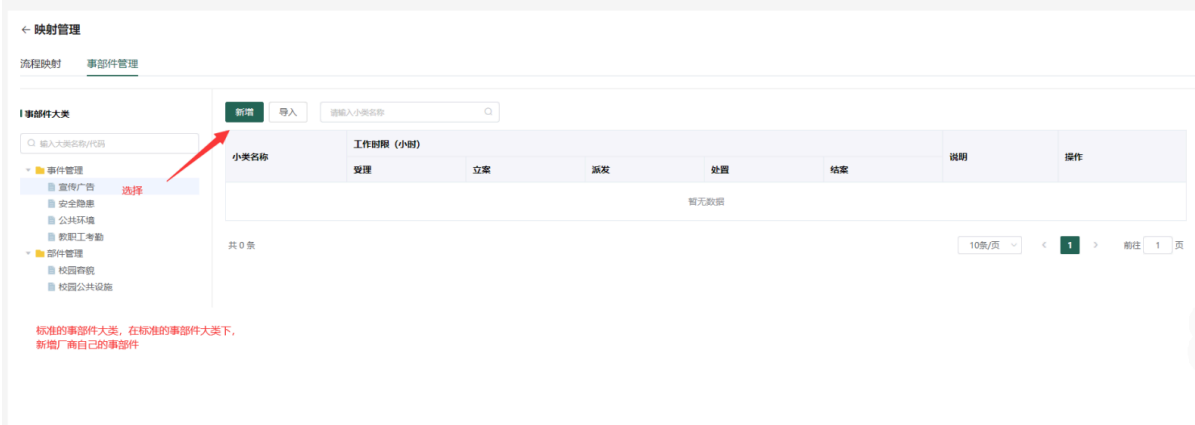 ← 映射管理
流程映射 事部件管理
事部件大类
新增 导入 请输入小类名称
输入大类名称/代码
小类名称 工作时限（小时） 说明 操作
受理 立案 派发 处置 结案
事件管理
宣传广告 选择
安全隐患
暂无数据
公共环境
教职工考勤
共 0 条 10条/页 1 前往 1 页
部件管理
校园容貌
校园公共设施
标准的事部件大类，在标准的事部件大类下，
新增厂商自己的事部件